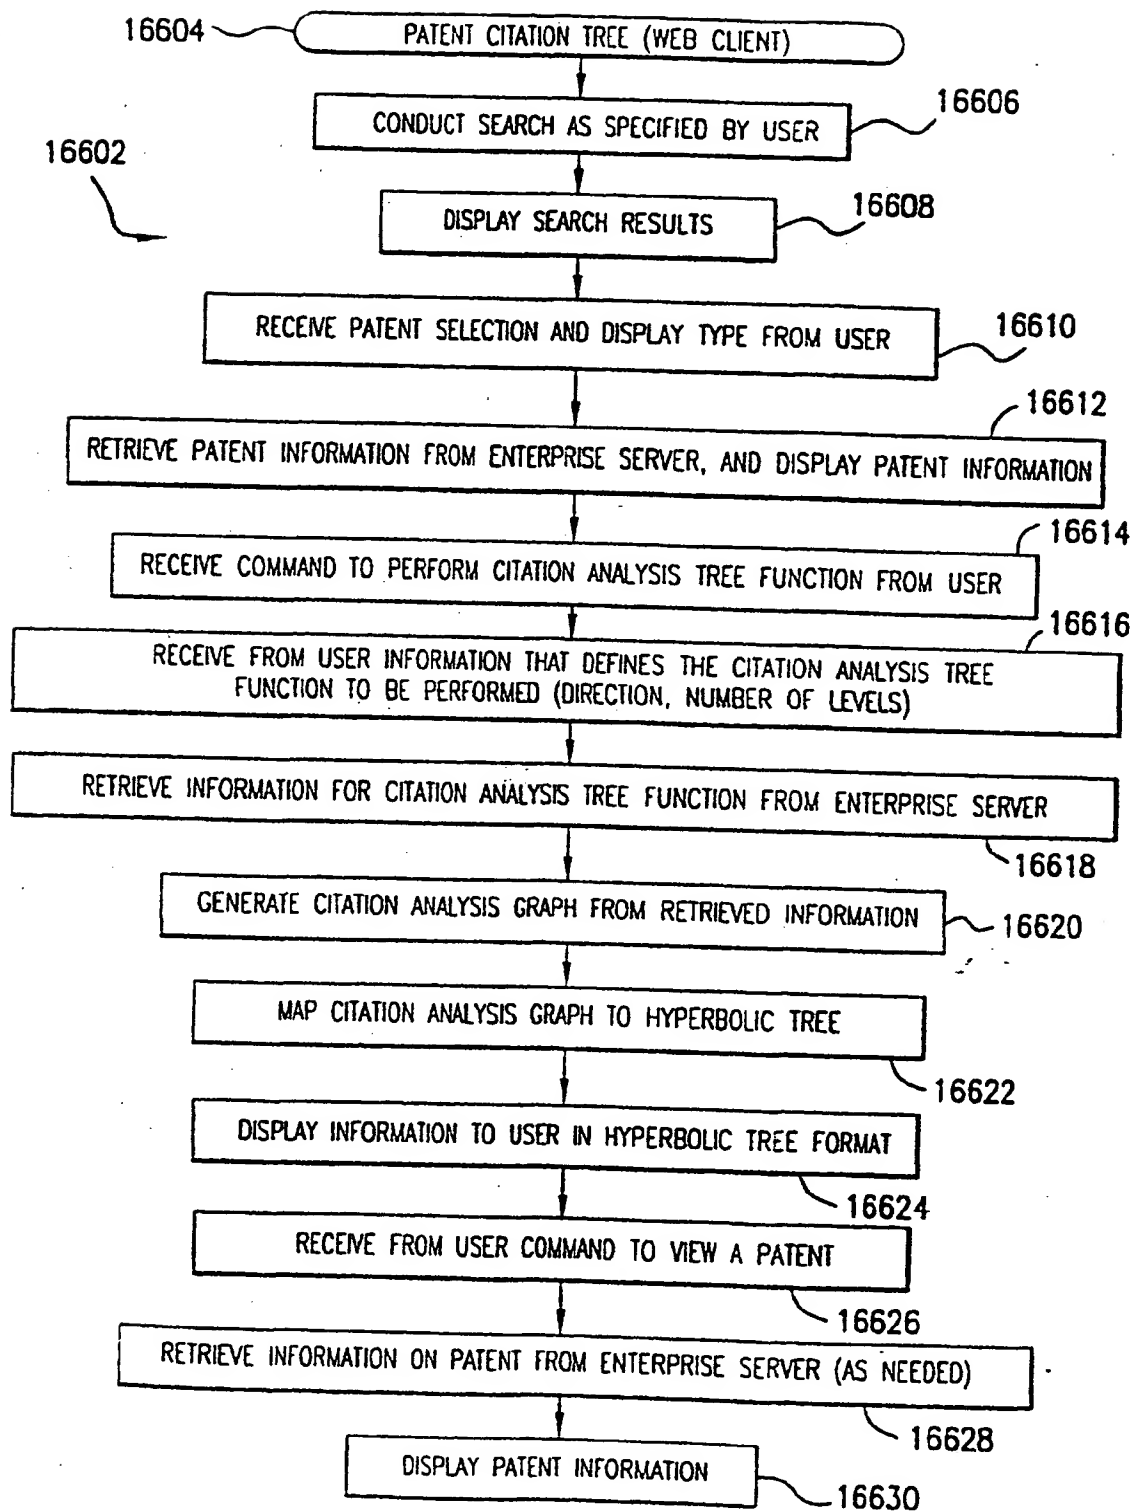 16604
PATENT CITATION TREE (WEB CLIENT)
16606
CONDUCT SEARCH AS SPECIFIED BY USER
16602
16608
DISPLAY SEARCH RESULTS
16610
RECEIVE PATENT SELECTION AND DISPLAY TYPE FROM USER
16612
RETRIEVE PATENT INFORMATION FROM ENTERPRISE SERVER, AND DISPLAY PATENT INFORMATION
16614
RECEIVE COMMAND TO PERFORM CITATION ANALYSIS TREE FUNCTION FROM USER
16616
RECEIVE FROM USER INFORMATION THAT DEFINES THE CITATION ANALYSIS TREE
FUNCTION TO BE PERFORMED (DIRECTION, NUMBER OF LEVELS)
RETRIEVE INFORMATION FOR CITATION ANALYSIS TREE FUNCTION FROM ENTERPRISE SERVER
16618
GENERATE CITATION ANALYSIS GRAPH FROM RETRIEVED INFORMATION
16620
MAP CITATION ANALYSIS GRAPH TO HYPERBOLIC TREE
16622
DISPLAY INFORMATION TO USER IN HYPERBOLIC TREE FORMAT
16624
RECEIVE FROM USER COMMAND TO VIEW A PATENT
16626
RETRIEVE INFORMATION ON PATENT FROM ENTERPRISE SERVER (AS NEEDED)
16628
DISPLAY PATENT INFORMATION
16630